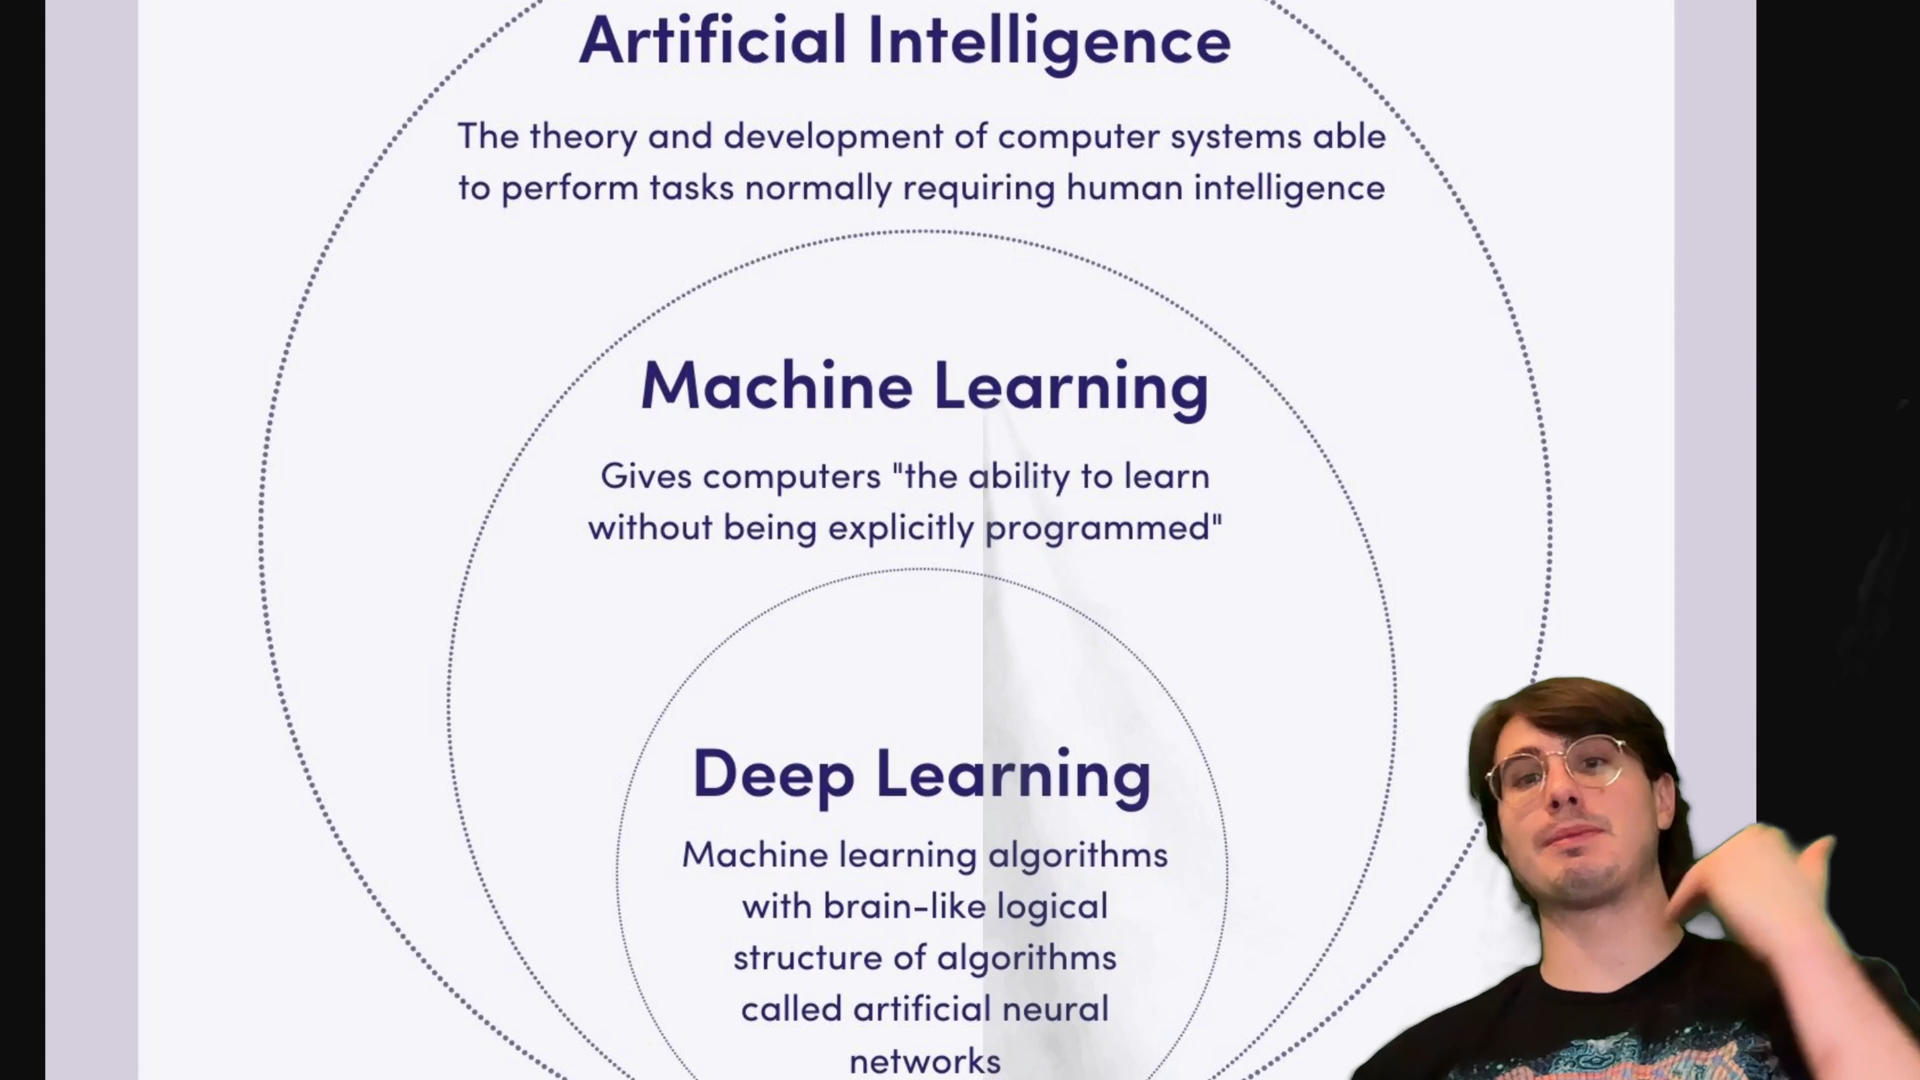 Artificial Intelligence
The theory and development of computer systems able
to perform tasks normally requiring human intelligence
Machine Learning
Gives computers "the ability to learn
without being explicitly programmed"
Deep Learning
Machine learning algorithms
with brain-like logical
structure of algorithms
called artificial neural
networks